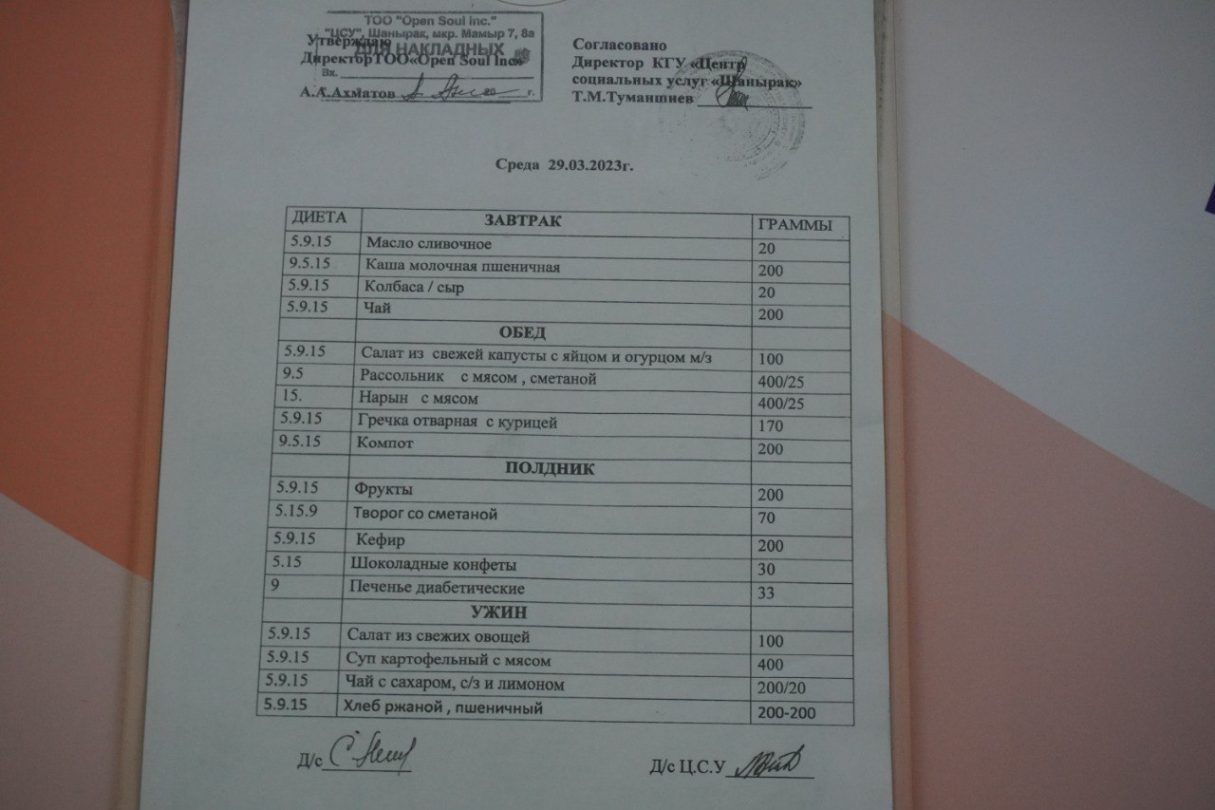 ТОО "Open Soul Inc."
"ЦСУ", Шанырак, мкр. Мамыр 7, 8а
Утверждаю
ДЛЯ НАКЛАДНЫХ
ДиректорТОО«Open Soul Inc»
Вх.
А.А.Ахматов г.
Согласовано
Директор КГУ «Центр
социальных услуг «Шанырак»
Т.М.Туманшиев
Среда 29.03.2023г.
ДИЕТА ЗАВТРАК ГРАММЫ
5.9.15 Масло сливочное 20
9.5.15 Каша молочная пшеничная 200
5.9.15 Колбаса / сыр 20
5.9.15 Чай 200
ОБЕД
5.9.15 Салат из свежей капусты с яйцом и огурцом м/з 100
9.5 Рассольник с мясом , сметаной 400/25
15. Нарын с мясом 400/25
5.9.15 Гречка отварная с курицей 170
9.5.15 Компот 200
ПОЛДНИК
5.9.15 Фрукты 200
5.15.9 Творог со сметаной 70
5.9.15 Кефир 200
5.15 Шоколадные конфеты 30
9 Печенье диабетические 33
УЖИН
5.9.15 Салат из свежих овощей 100
5.9.15 Суп картофельный с мясом 400
5.9.15 Чай с сахаром, с/з и лимоном 200/20
5.9.15 Хлеб ржаной , пшеничный 200-200
Д/с Д/с Ц.С.У